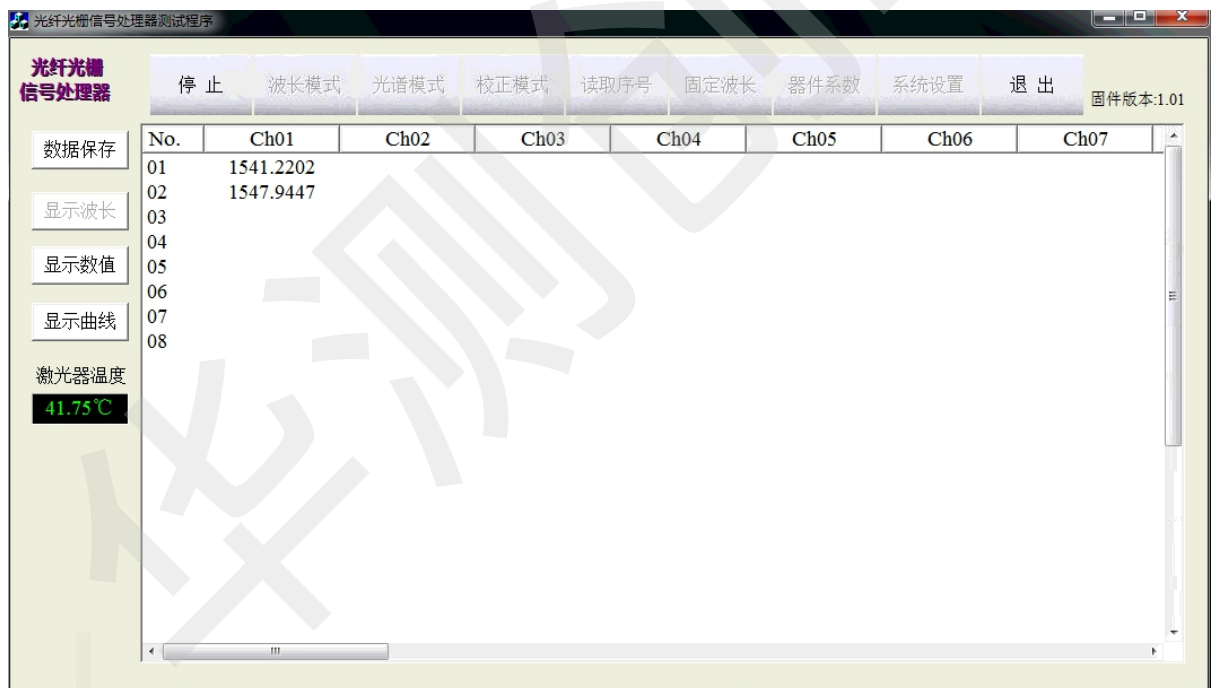 光纤光栅信号处理器测试程序
光纤光栅
信号处理器
停 止 波长模式 光谱模式 校正模式 读取序号 固定波长 器件系数 系统设置 退 出
固件版本:1.01
数据保存
显示波长
显示数值
显示曲线
激光器温度
41.75℃
No. Ch01 Ch02 Ch03 Ch04 Ch05 Ch06 Ch07
01 1541.2202
02 1547.9447
03
04
05
06
07
08
华测创